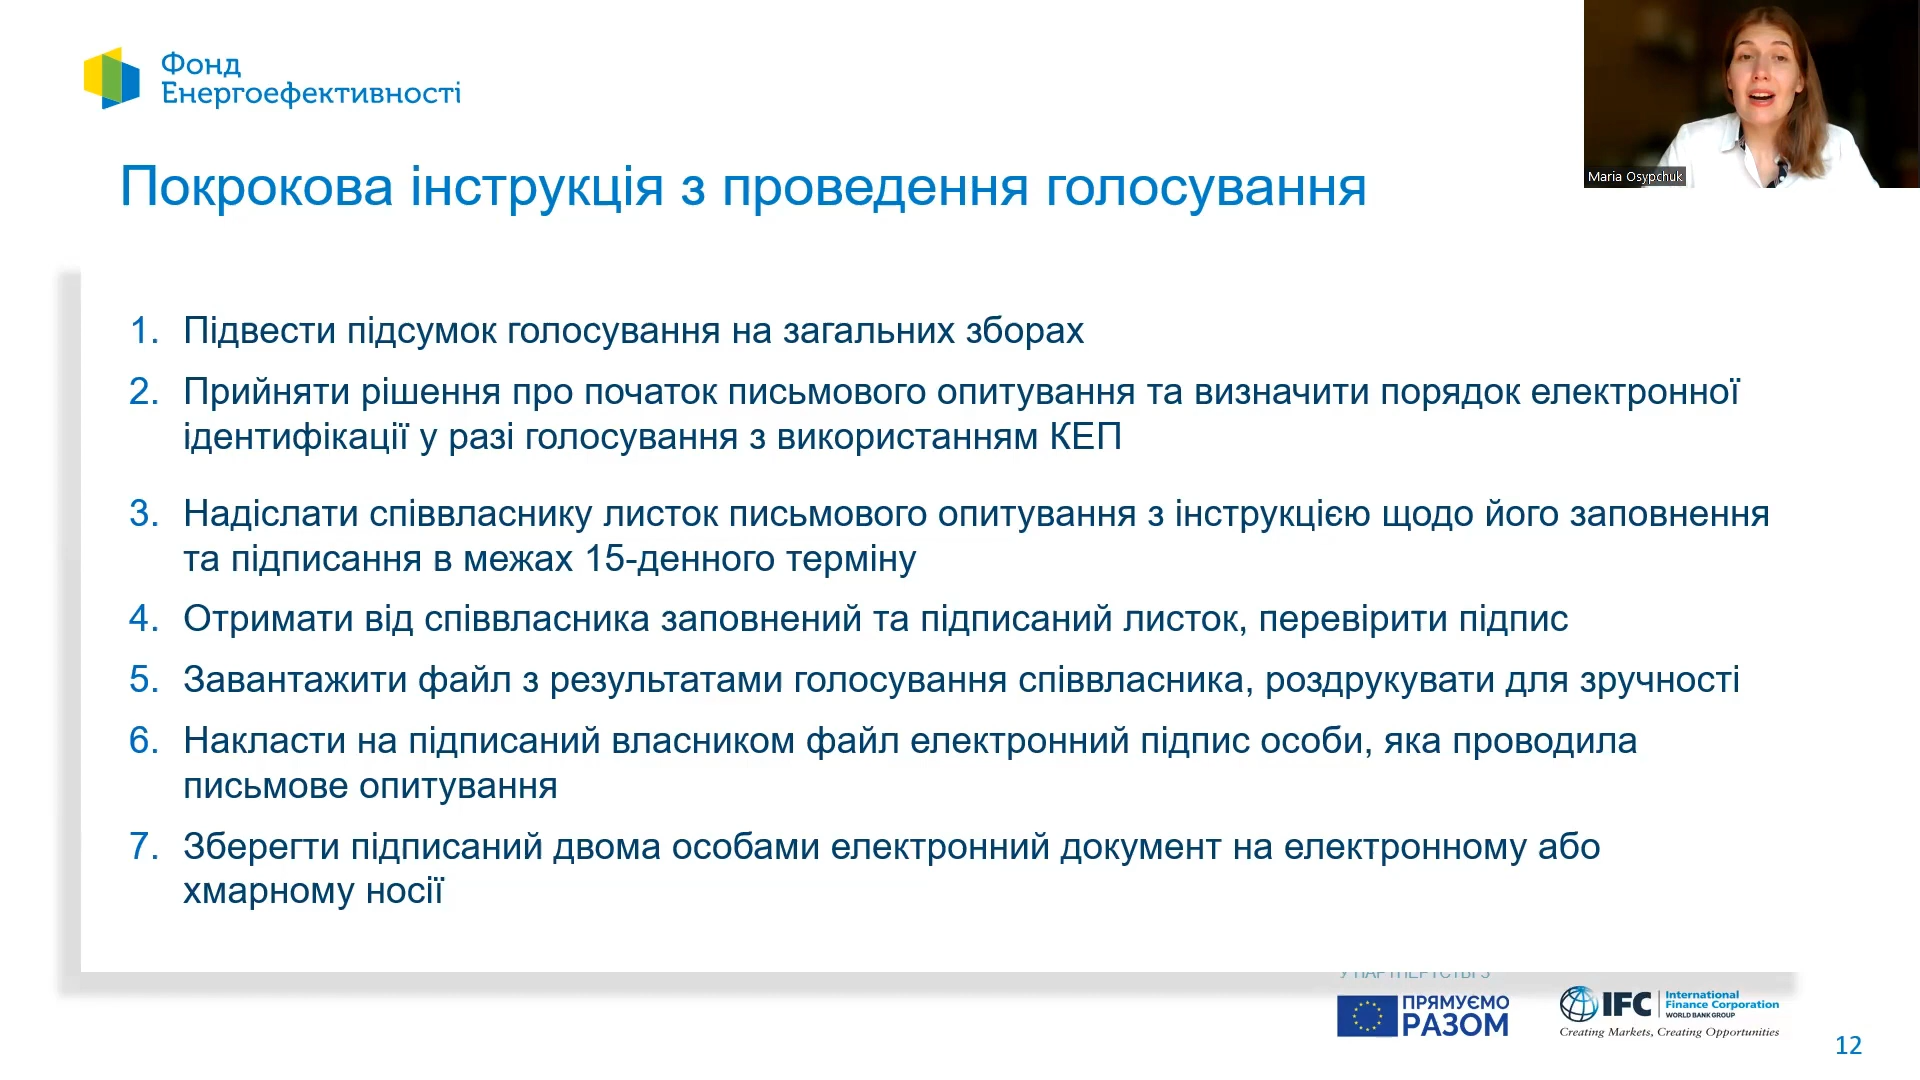 Фонд
Енергоефективності
Maria Osypchuk
Покрокова інструкція з проведення голосування
1. Підвести підсумок голосування на загальних зборах
2. Прийняти рішення про початок письмового опитування та визначити порядок електронної
ідентифікації у разі голосування з використанням КЕП
3. Надіслати співвласнику листок письмового опитування з інструкцією щодо його заповнення
та підписання в межах 15-денного терміну
4. Отримати від співвласника заповнений та підписаний листок, перевірити підпис
5. Завантажити файл з результатами голосування співвласника, роздрукувати для зручності
6. Накласти на підписаний власником файл електронний підпис особи, яка проводила
письмове опитування
7. Зберегти підписаний двома особами електронний документ на електронному або
хмарному носії
У ПАРТНЕРСТВІ З
ПРЯМУЄМО
РАЗОМ
IFC
International
Finance Corporation
WORLD BANK GROUP
Creating Markets, Creating Opportunities
12